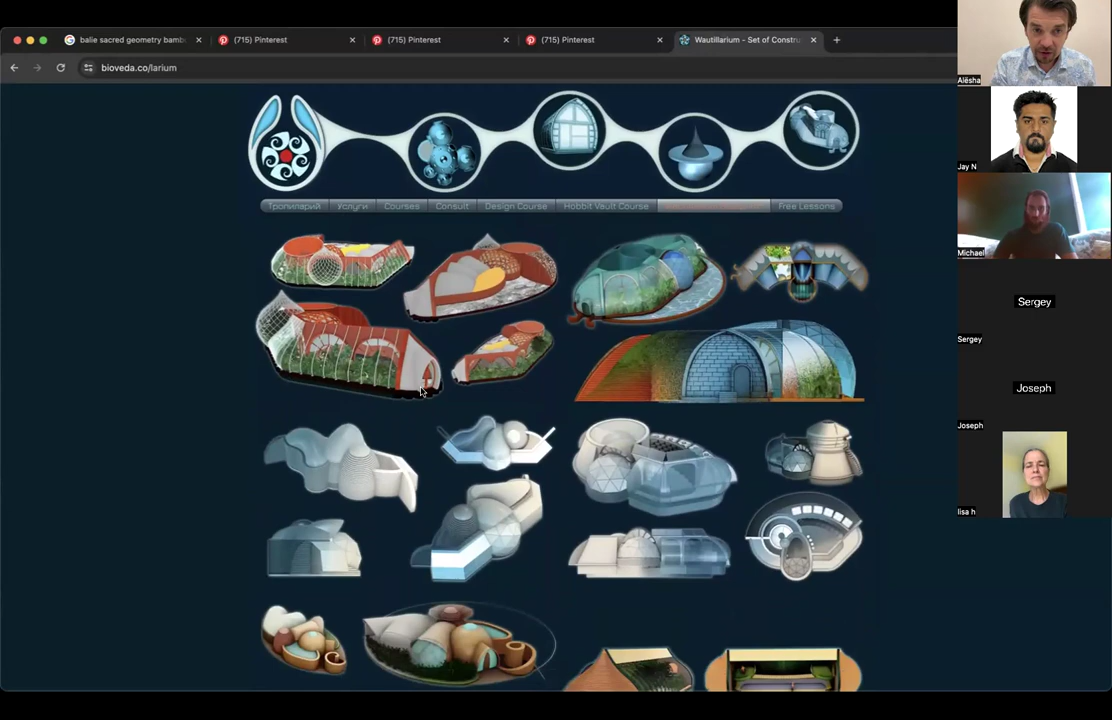 balie sacred geometry bamb
(715) Pinterest
(715) Pinterest
(715) Pinterest
Wautillarium - Set of Constru
bioveda.co/larium
Тропиларий
Услуги
Courses
Consult
Design Course
Hobbit Vault Course
Free Lessons
Alësha
Jay N
Michael
Sergey
Sergey
Joseph
Joseph
lisa h